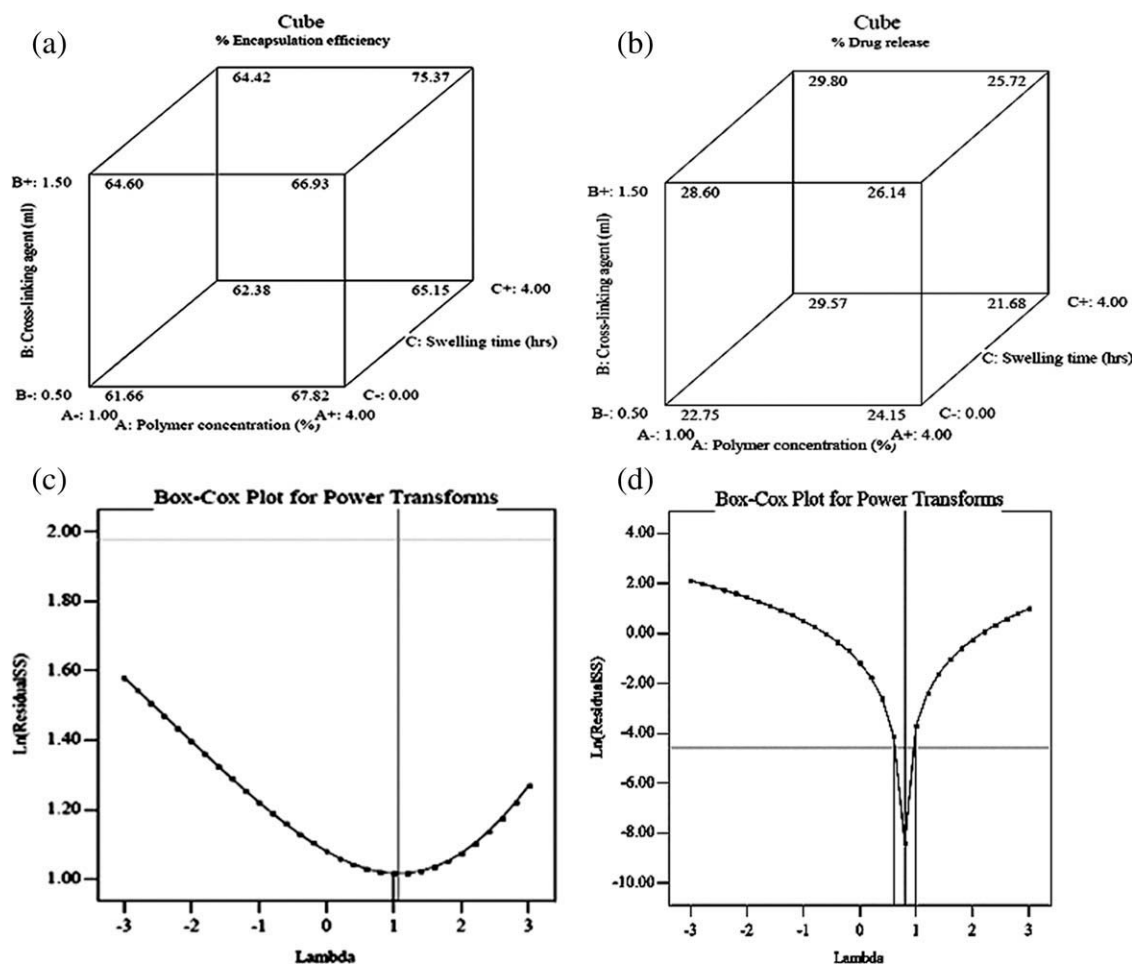 (a)
Cube
% Encapsulation efficiency
64.42
75.37
B+: 1.50
64.60
66.93
B: Cross-linking agent (ml)
62.38
65.15
C+: 4.00
C: Swelling time (hrs)
B-: 0.50
61.66
67.82
C-: 0.00
A-: 1.00
A+: 4.00
A: Polymer concentration (%)
(b)
Cube
% Drug release
29.80
25.72
B+: 1.50
28.60
26.14
B: Cross-linking agent (ml)
29.57
21.68
C+: 4.00
C: Swelling time (hrs)
B-: 0.50
22.75
24.15
C-: 0.00
A-: 1.00
A+: 4.00
A: Polymer concentration (%)
(c)
Box-Cox Plot for Power Transforms
2.00
1.80
1.60
1.40
1.20
1.00
Ln(ResidualSS)
-3 -2 -1 0 1 2 3
Lambda
(d)
Box-Cox Plot for Power Transforms
4.00
2.00
0.00
-2.00
-4.00
-6.00
-8.00
-10.00
Ln(ResidualSS)
-3 -2 -1 0 1 2 3
Lambda